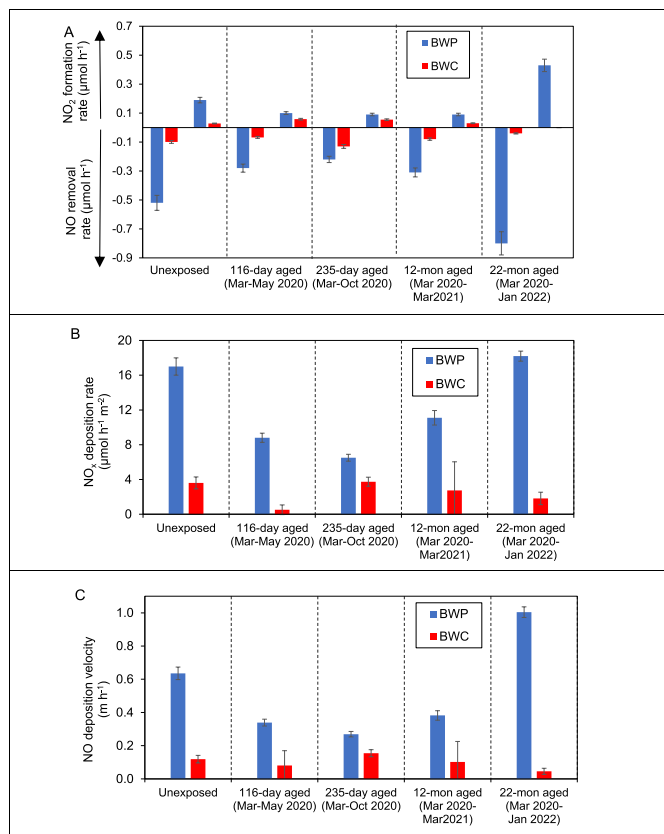 A
NO₂ formation
rate (µmol h⁻¹)
NO removal
rate (µmol h⁻¹)
0.7
0.5
0.3
0.1
-0.1
-0.3
-0.5
-0.7
-0.9
BWP
BWC
Unexposed
116-day aged
(Mar-May 2020)
235-day aged
(Mar-Oct 2020)
12-mon aged
(Mar 2020-
Mar2021)
22-mon aged
(Mar 2020-
Jan 2022)
B
NOₓ deposition rate
(µmol h⁻¹ m⁻²)
20
16
12
8
4
0
BWP
BWC
Unexposed
116-day aged
(Mar-May 2020)
235-day aged
(Mar-Oct 2020)
12-mon aged
(Mar 2020-
Mar2021)
22-mon aged
(Mar 2020-
Jan 2022)
C
NO deposition velocity
(m h⁻¹)
1.0
0.8
0.6
0.4
0.2
0.0
BWP
BWC
Unexposed
116-day aged
(Mar-May 2020)
235-day aged
(Mar-Oct 2020)
12-mon aged
(Mar 2020-
Mar2021)
22-mon aged
(Mar 2020-
Jan 2022)